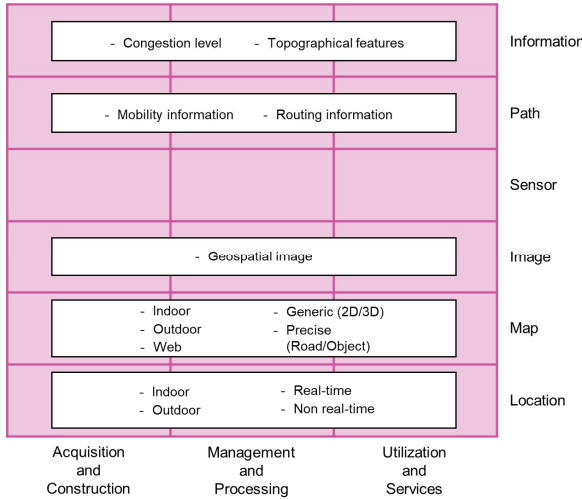 - Congestion level - Topographical features
Information
- Mobility information - Routing information
Path
Sensor
- Geospatial image
Image
- Indoor - Generic (2D/3D)
- Outdoor - Precise
- Web (Road/Object)
Map
- Indoor - Real-time
- Outdoor - Non real-time
Location
Acquisition Management Utilization
and and and
Construction Processing Services